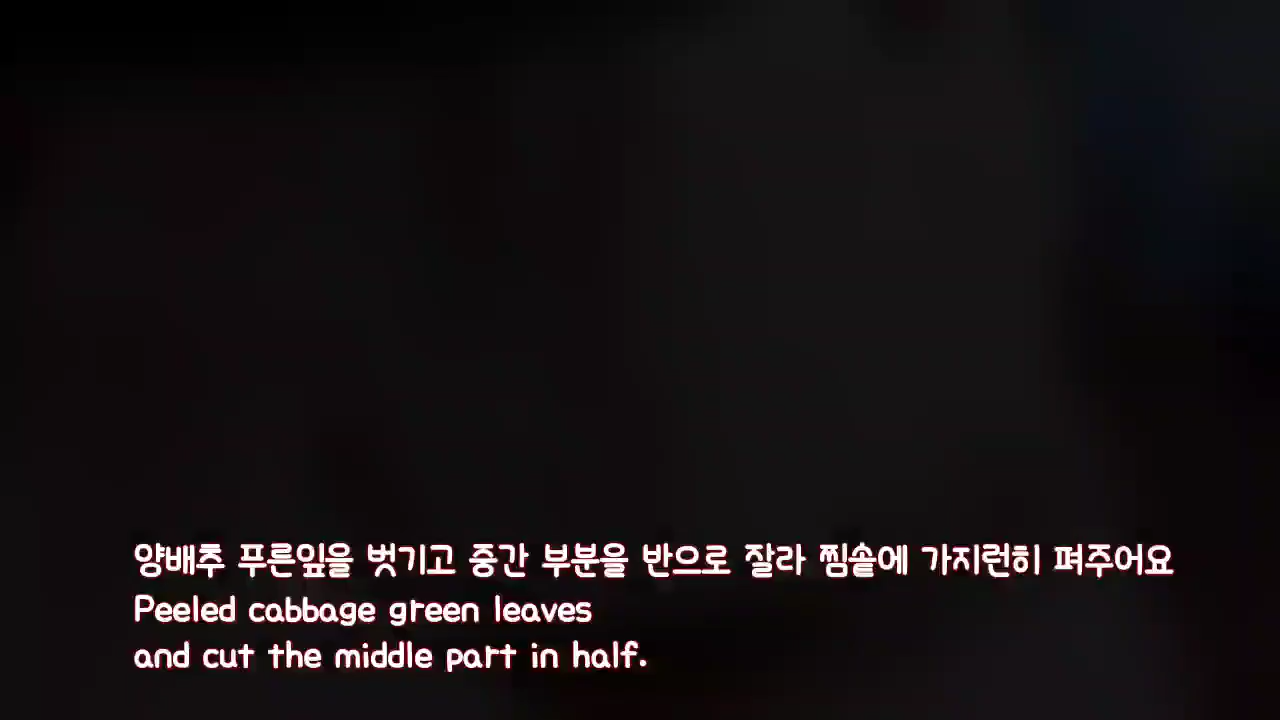 양배추 푸른잎을 벗기고 중간 부분을 반으로 잘라 찜솥에 가지런히 펴주어요
Peeled cabbage green leaves
and cut the middle part in half.